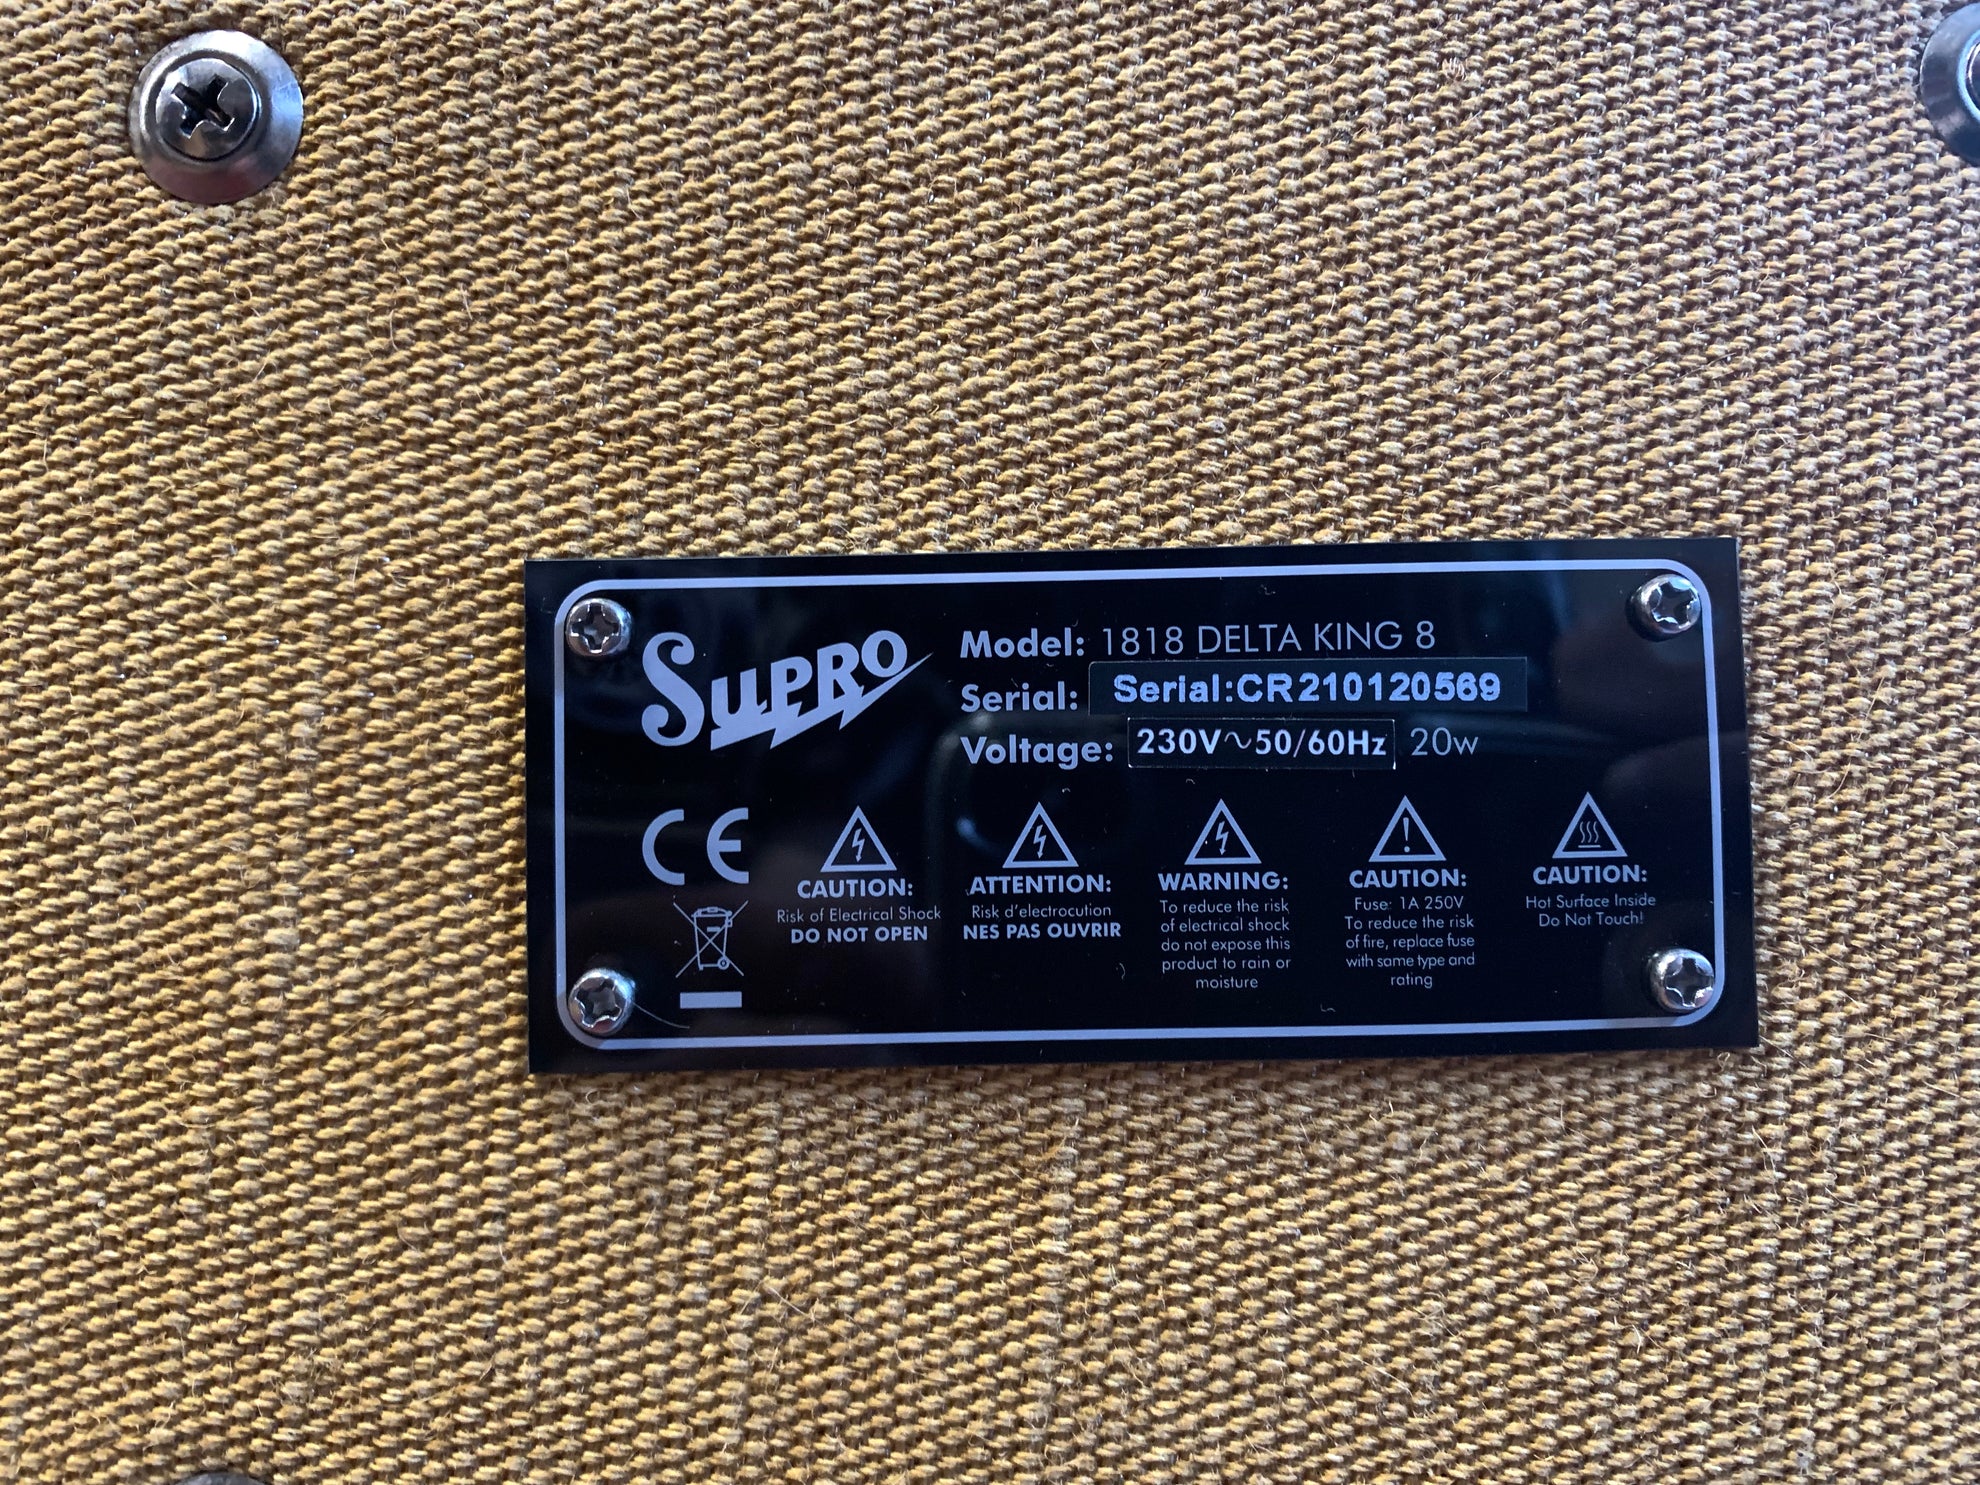 SUPRO
Model: 1818 DELTA KING 8
Serial: Serial:CR210120569
Voltage: 230V~50/60Hz 20W
CE
CAUTION:
Risk of Electrical Shock
DO NOT OPEN
ATTENTION:
Risk d'electrocution
NES PAS OUVRIR
WARNING:
To reduce the risk
of electrical shock
do not expose this
product to rain or
moisture
CAUTION:
Fuse: 1A 250V
To reduce the risk
of fire, replace fuse
with same type and
rating
CAUTION:
Hot Surface Inside
Do Not Touch!